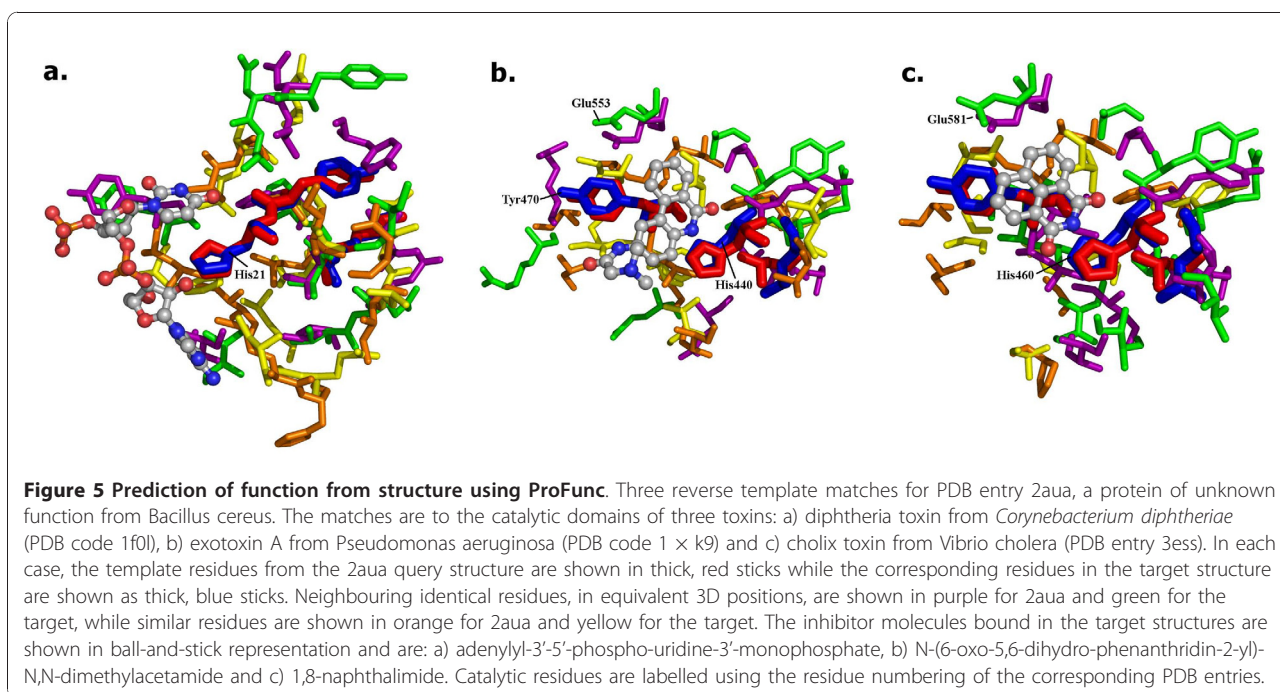 a.
b.
c.
Glu553
Glu581
Tyr470
His21
His440
His460
Figure 5 Prediction of function from structure using ProFunc. Three reverse template matches for PDB entry 2aua, a protein of unknown
function from Bacillus cereus. The matches are to the catalytic domains of three toxins: a) diphtheria toxin from Corynebacterium diphtheriae
(PDB code 1f0l), b) exotoxin A from Pseudomonas aeruginosa (PDB code 1 × k9) and c) cholix toxin from Vibrio cholera (PDB entry 3ess). In each
case, the template residues from the 2aua query structure are shown in thick, red sticks while the corresponding residues in the target structure
are shown as thick, blue sticks. Neighbouring identical residues, in equivalent 3D positions, are shown in purple for 2aua and green for the
target, while similar residues are shown in orange for 2aua and yellow for the target. The inhibitor molecules bound in the target structures are
shown in ball-and-stick representation and are: a) adenylyl-3’-5’-phospho-uridine-3’-monophosphate, b) N-(6-oxo-5,6-dihydro-phenanthridin-2-yl)-
N,N-dimethylacetamide and c) 1,8-naphthalimide. Catalytic residues are labelled using the residue numbering of the corresponding PDB entries.